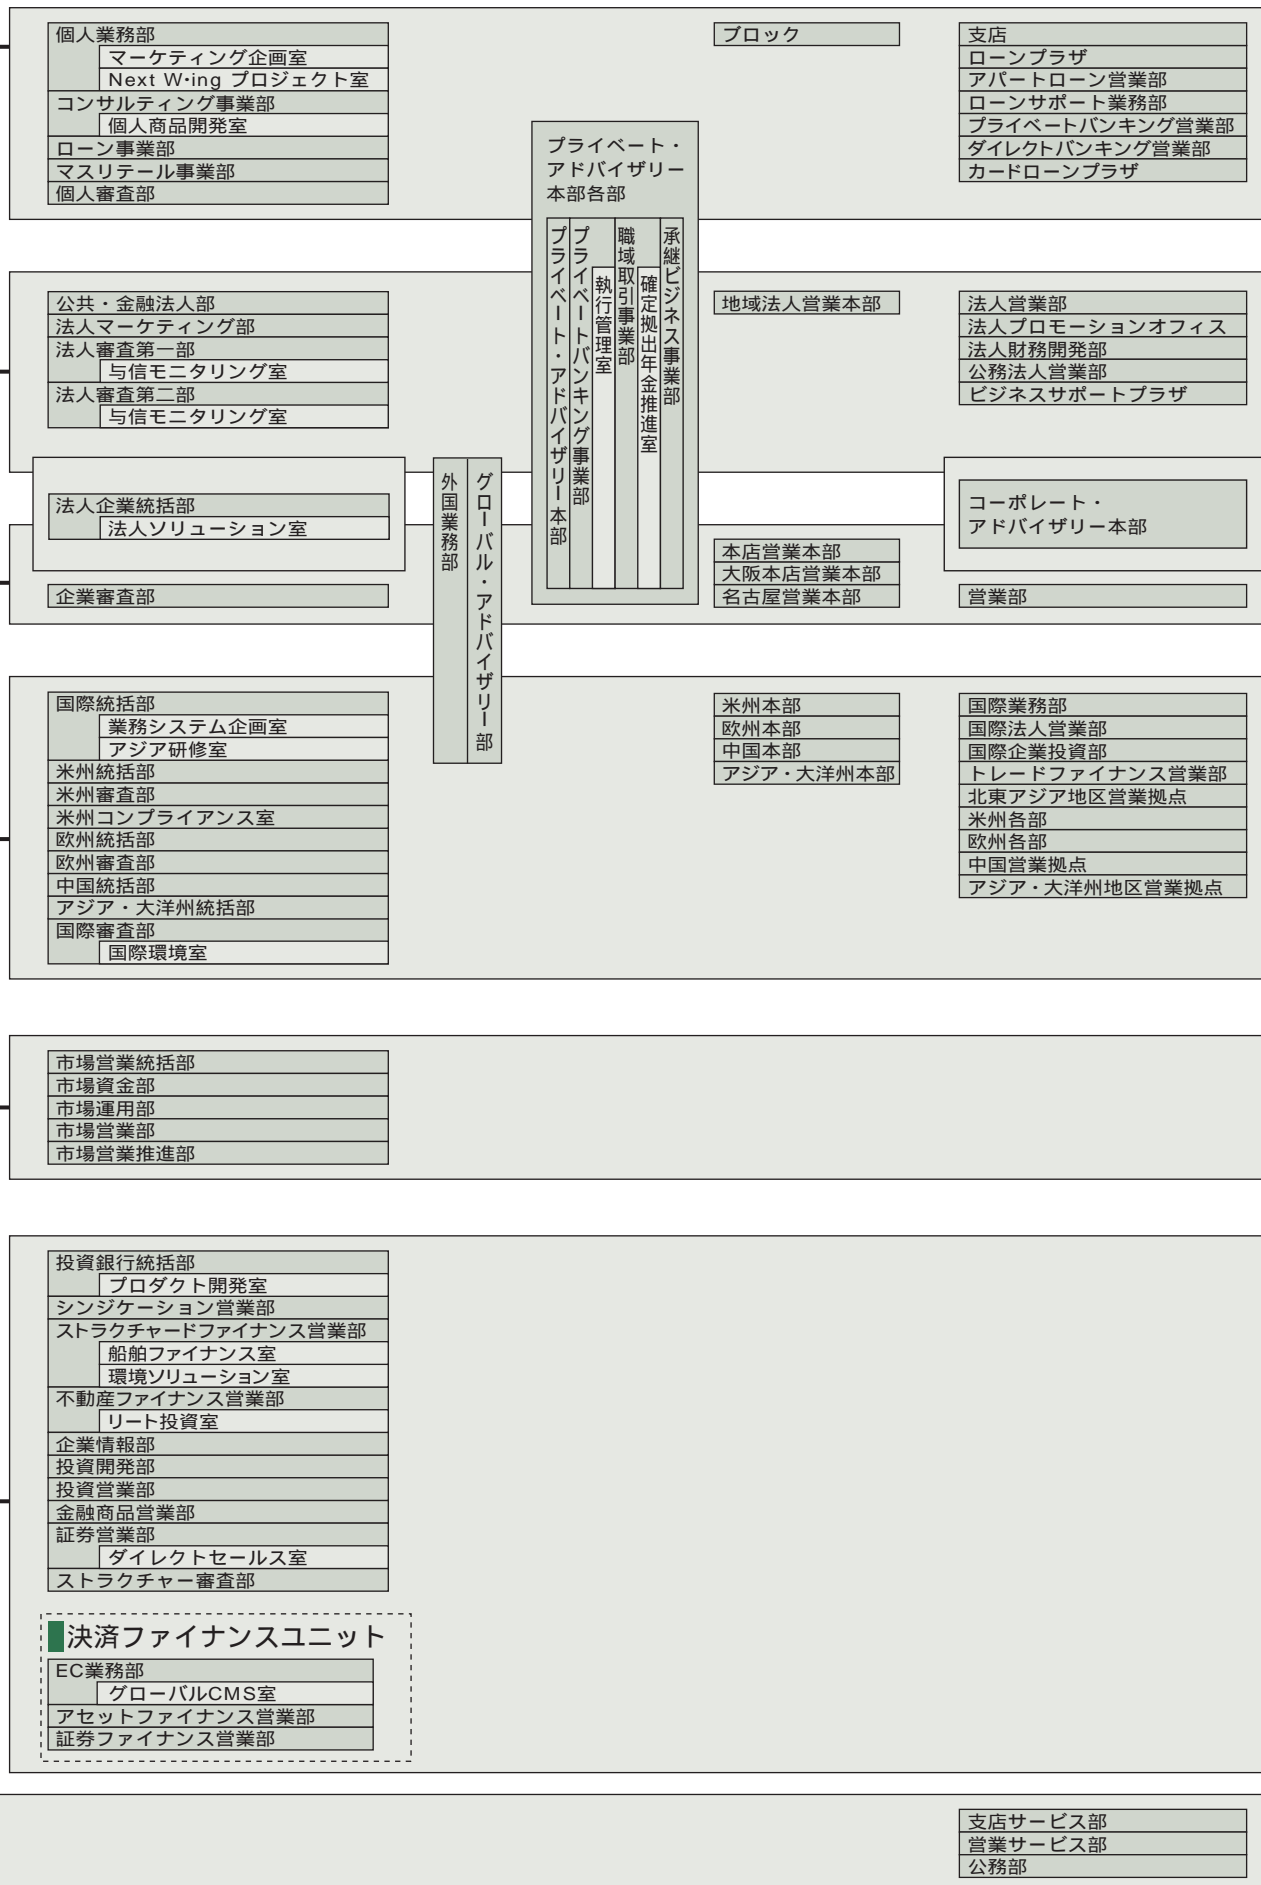 個人業務部
マーケティング企画室
Next W・ing プロジェクト室
コンサルティング事業部
個人商品開発室
ローン事業部
マスリテール事業部
個人審査部
ブロック
支店
ローンプラザ
アパートローン営業部
ローンサポート業務部
プライベートバンキング営業部
ダイレクトバンキング営業部
カードローンプラザ
プライベート・
アドバイザリー
本部各部
プライベート・アドバイザリー本部
プライベートバンキング事業部
執行管理室
職域取引事業部
確定拠出年金推進室
承継ビジネス事業部
公共・金融法人部
法人マーケティング部
法人審査第一部
与信モニタリング室
法人審査第二部
与信モニタリング室
地域法人営業本部
法人営業部
法人プロモーションオフィス
法人財務開発部
公務法人営業部
ビジネスサポートプラザ
法人企業統括部
法人ソリューション室
企業審査部
外国業務部
グローバル・アドバイザリー部
本店営業本部
大阪本店営業本部
名古屋営業本部
コーポレート・
アドバイザリー本部
営業部
国際統括部
業務システム企画室
アジア研修室
米州統括部
米州審査部
米州コンプライアンス室
欧州統括部
欧州審査部
中国統括部
アジア・大洋州統括部
国際審査部
国際環境室
米州本部
欧州本部
中国本部
アジア・大洋州本部
国際業務部
国際法人営業部
国際企業投資部
トレードファイナンス営業部
北東アジア地区営業拠点
米州各部
欧州各部
中国営業拠点
アジア・大洋州地区営業拠点
市場営業統括部
市場資金部
市場運用部
市場営業部
市場営業推進部
投資銀行統括部
プロダクト開発室
シンジケーション営業部
ストラクチャードファイナンス営業部
船舶ファイナンス室
環境ソリューション室
不動産ファイナンス営業部
リート投資室
企業情報部
投資開発部
投資営業部
金融商品営業部
証券営業部
ダイレクトセールス室
ストラクチャー審査部
決済ファイナンスユニット
EC業務部
グローバルCMS室
アセットファイナンス営業部
証券ファイナンス営業部
支店サービス部
営業サービス部
公務部